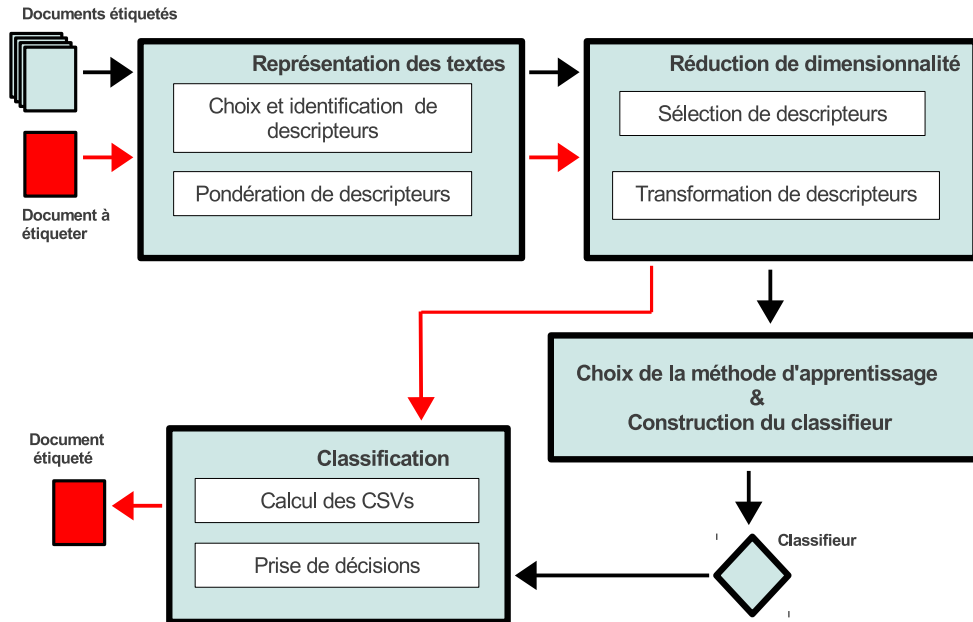 Documents étiquetés
Représentation des textes
Choix et identification de
descripteurs
Pondération de descripteurs
Réduction de dimensionnalité
Sélection de descripteurs
Transformation de descripteurs
Document à
étiqueter
Choix de la méthode d'apprentissage
&
Construction du classifieur
Document
étiqueté
Classification
Calcul des CSVs
Prise de décisions
Classifieur